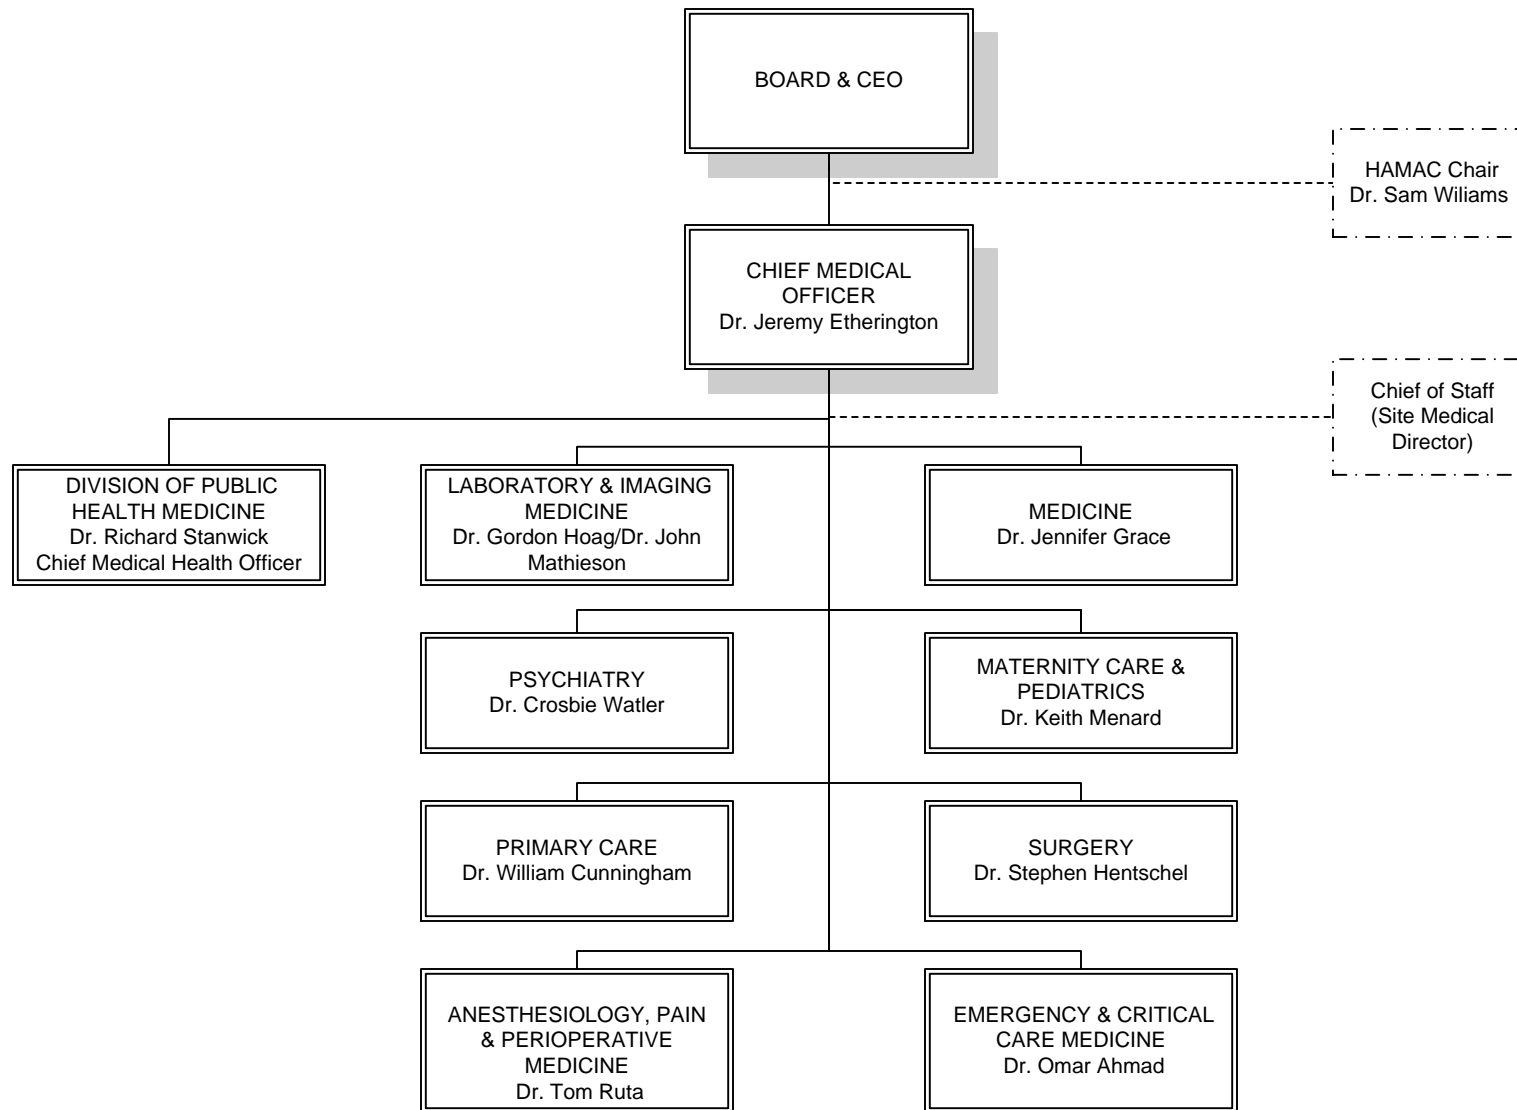 BOARD & CEO
HAMAC Chair
Dr. Sam Wiliams
CHIEF MEDICAL
OFFICER
Dr. Jeremy Etherington
Chief of Staff
(Site Medical
Director)
DIVISION OF PUBLIC
HEALTH MEDICINE
Dr. Richard Stanwick
Chief Medical Health Officer
LABORATORY & IMAGING
MEDICINE
Dr. Gordon Hoag/Dr. John
Mathieson
MEDICINE
Dr. Jennifer Grace
PSYCHIATRY
Dr. Crosbie Watler
MATERNITY CARE &
PEDIATRICS
Dr. Keith Menard
PRIMARY CARE
Dr. William Cunningham
SURGERY
Dr. Stephen Hentschel
ANESTHESIOLOGY, PAIN
& PERIOPERATIVE
MEDICINE
Dr. Tom Ruta
EMERGENCY & CRITICAL
CARE MEDICINE
Dr. Omar Ahmad